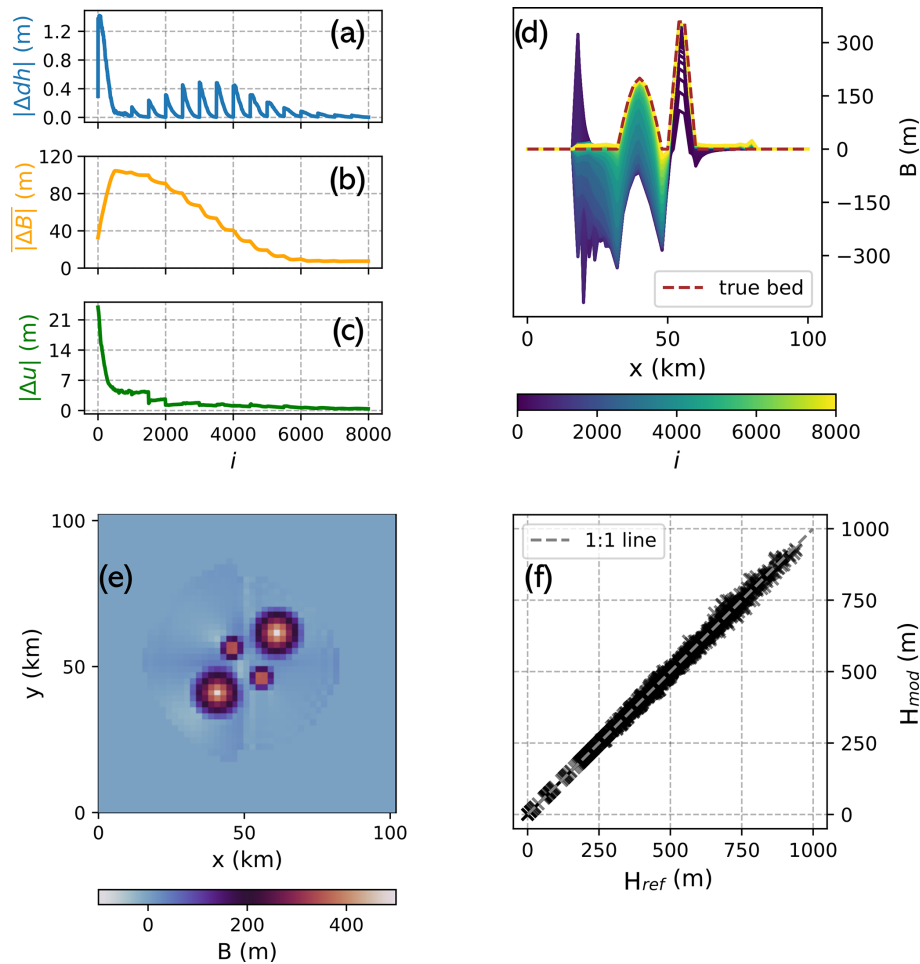 (a)
|Δdh| (m)
1.2
0.8
0.4
0.0
(b)
|ΔB| (m)
120
80
40
0
(c)
|Δu| (m)
21
14
7
0
0 2000 4000 6000 8000
i
(d)
300
150
0
−150
−300
B (m)
true bed
0 50 100
x (km)
0 2000 4000 6000 8000
i
(e)
100
50
0
y (km)
0 50 100
x (km)
0 200 400
B (m)
1:1 line
(f)
1000
750
500
250
0
H_mod (m)
0 250 500 750 1000
H_ref (m)